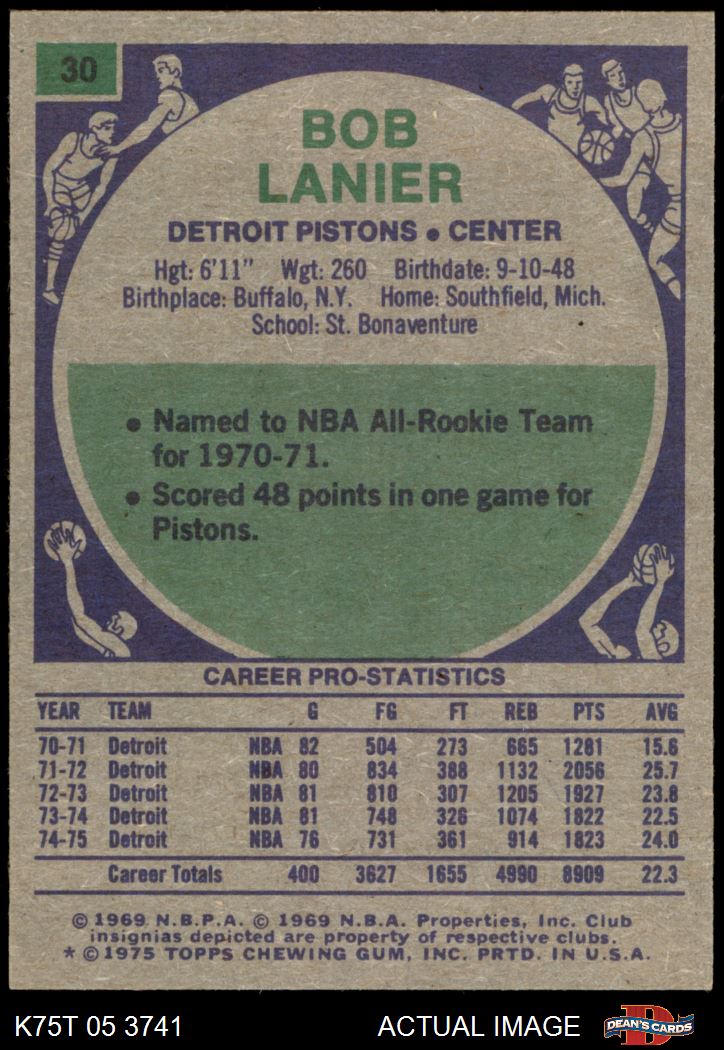 30
BOB
LANIER
DETROIT PISTONS • CENTER
Hgt: 6'11" Wgt: 260 Birthdate: 9-10-48
Birthplace: Buffalo, N.Y. Home: Southfield, Mich.
School: St. Bonaventure
• Named to NBA All-Rookie Team
for 1970-71.
• Scored 48 points in one game for
Pistons.
CAREER PRO-STATISTICS
YEAR TEAM G FG FT REB PTS AVG
70-71 Detroit NBA 82 504 273 665 1281 15.6
71-72 Detroit NBA 80 834 388 1132 2056 25.7
72-73 Detroit NBA 81 810 307 1205 1927 23.8
73-74 Detroit NBA 81 748 326 1074 1822 22.5
74-75 Detroit NBA 76 731 361 914 1823 24.0
Career Totals 400 3627 1655 4990 8909 22.3
© 1969 N.B.P.A. © 1969 N.B.A. Properties, Inc. Club
insignias depicted are property of respective clubs.
* © 1975 TOPPS CHEWING GUM, INC. PRTD. IN U.S.A.
K75T 05 3741 ACTUAL IMAGE D DEAN'S CARDS